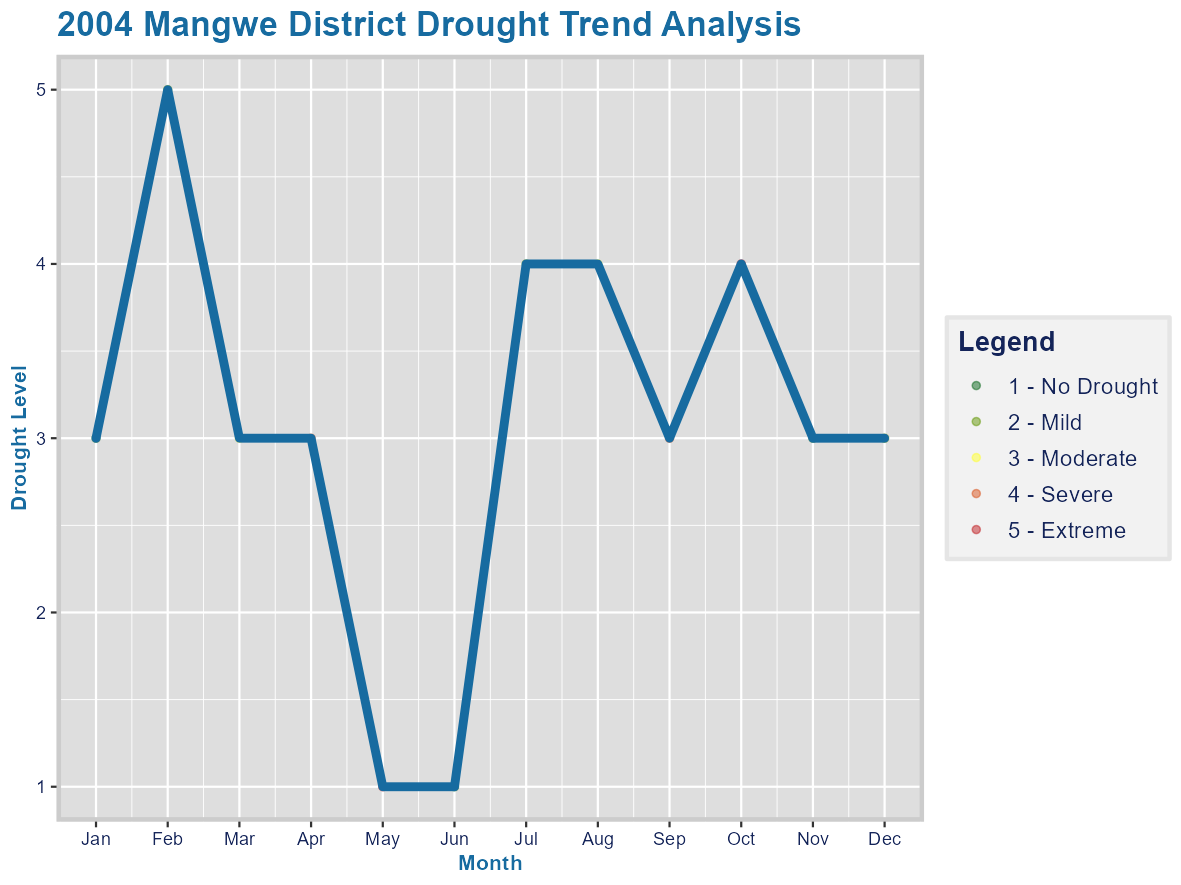 2004 Mangwe District Drought Trend Analysis
5
4
3
2
1
Drought Level
Jan Feb Mar Apr May Jun Jul Aug Sep Oct Nov Dec
Month
Legend
1 - No Drought
2 - Mild
3 - Moderate
4 - Severe
5 - Extreme